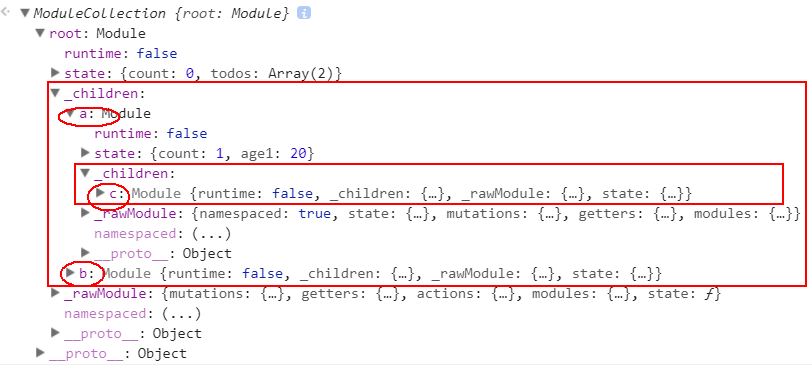 ModuleCollection {root: Module} i
root: Module
runtime: false
state: {count: 0, todos: Array(2)}
_children:
a: Module
runtime: false
state: {count: 1, age1: 20}
_children:
c: Module {runtime: false, _children: {…}, _rawModule: {…}, state: {…}}
_rawModule: {namespaced: true, state: {…}, mutations: {…}, getters: {…}, modules: {…}}
namespaced: (...)
__proto__: Object
b: Module {runtime: false, _children: {…}, _rawModule: {…}, state: {…}}
_rawModule: {mutations: {…}, getters: {…}, actions: {…}, modules: {…}, state: ƒ}
namespaced: (...)
__proto__: Object
__proto__: Object